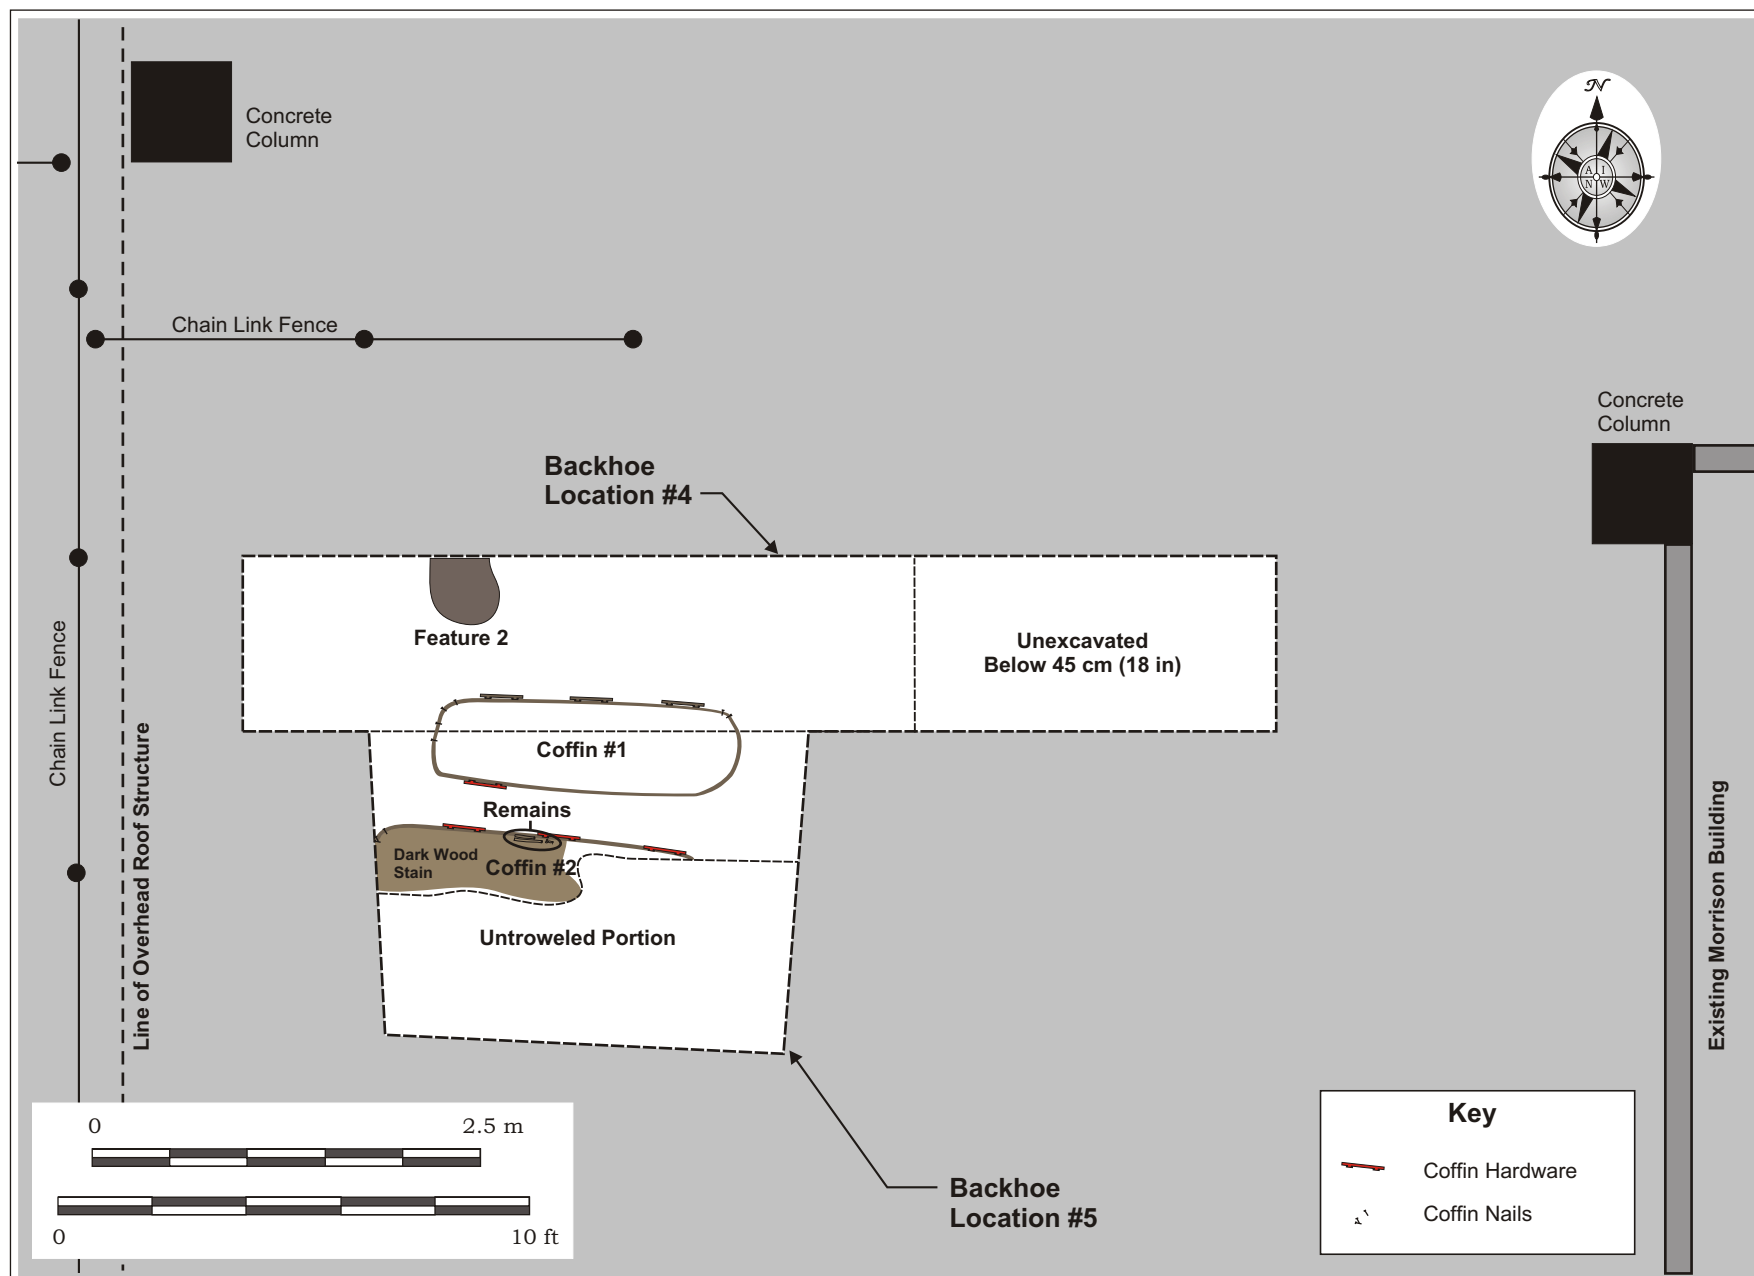 Concrete
Column
N
A I
N W
Chain Link Fence
Concrete
Column
Backhoe
Location #4
Feature 2
Unexcavated
Below 45 cm (18 in)
Chain Link Fence
Line of Overhead Roof Structure
Coffin #1
Remains
Dark Wood
Stain
Coffin #2
Untroweled Portion
Existing Morrison Building
0 2.5 m
0 10 ft
Backhoe
Location #5
Key
Coffin Hardware
Coffin Nails